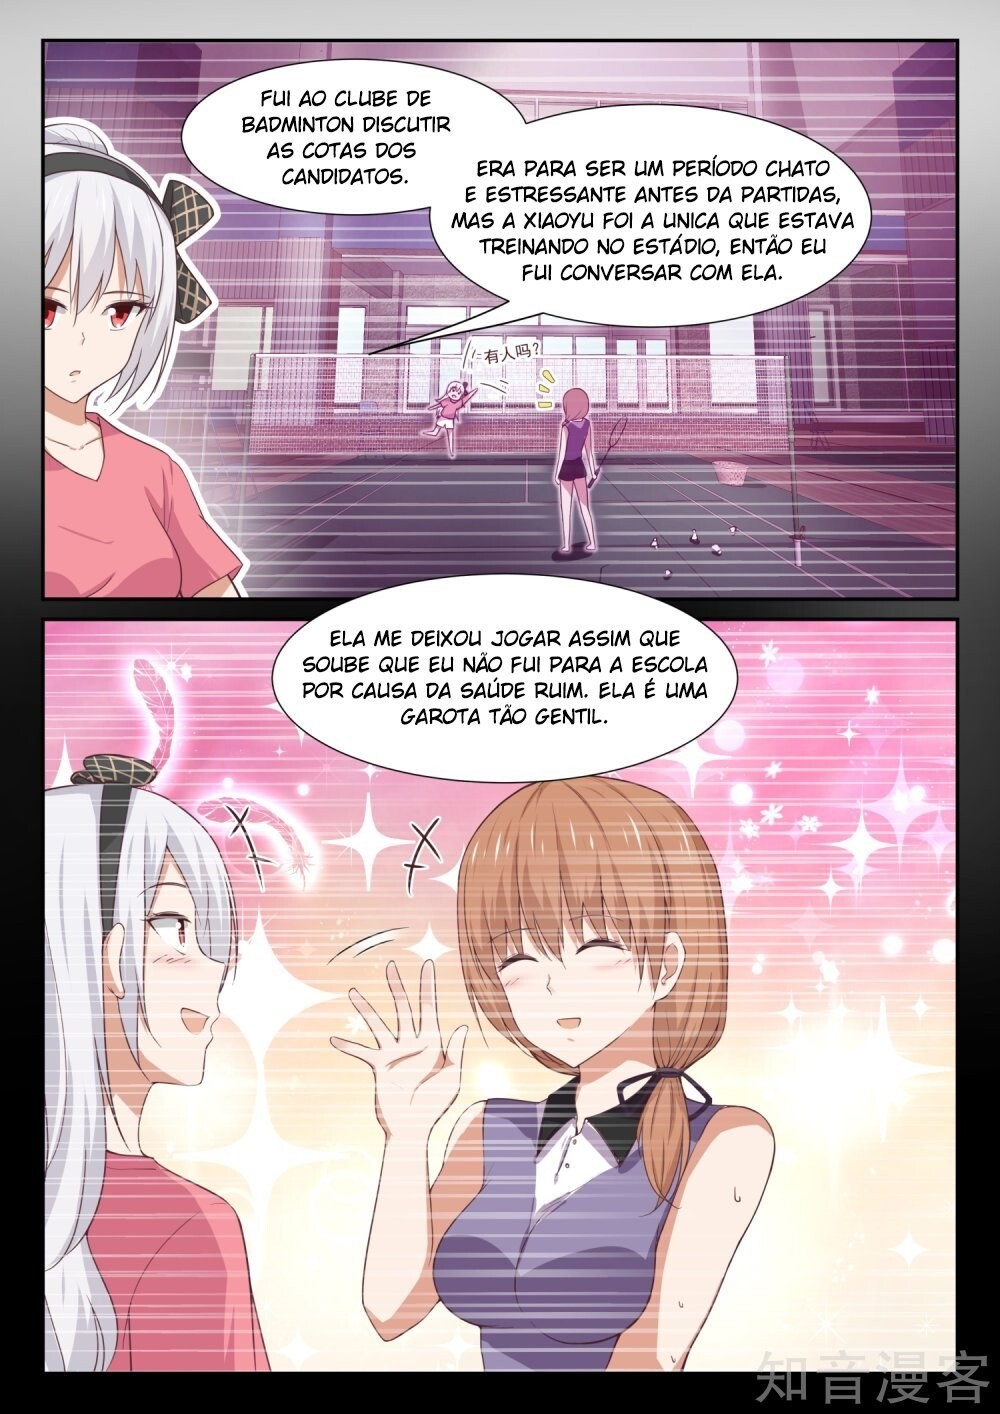 FUI AO CLUBE DE
BADMINTON DISCUTIR
AS COTAS DOS
CANDIDATOS.
ERA PARA SER UM PERÍODO CHATO
E ESTRESSANTE ANTES DA PARTIDAS,
MAS A XIAOYU FOI A UNICA QUE ESTAVA
TREINANDO NO ESTÁDIO, ENTÃO EU
FUI CONVERSAR COM ELA.
有人吗?
ELA ME DEIXOU JOGAR ASSIM QUE
SOUBE QUE EU NÃO FUI PARA A ESCOLA
POR CAUSA DA SAÚDE RUIM. ELA É UMA
GAROTA TÃO GENTIL.
知音漫客